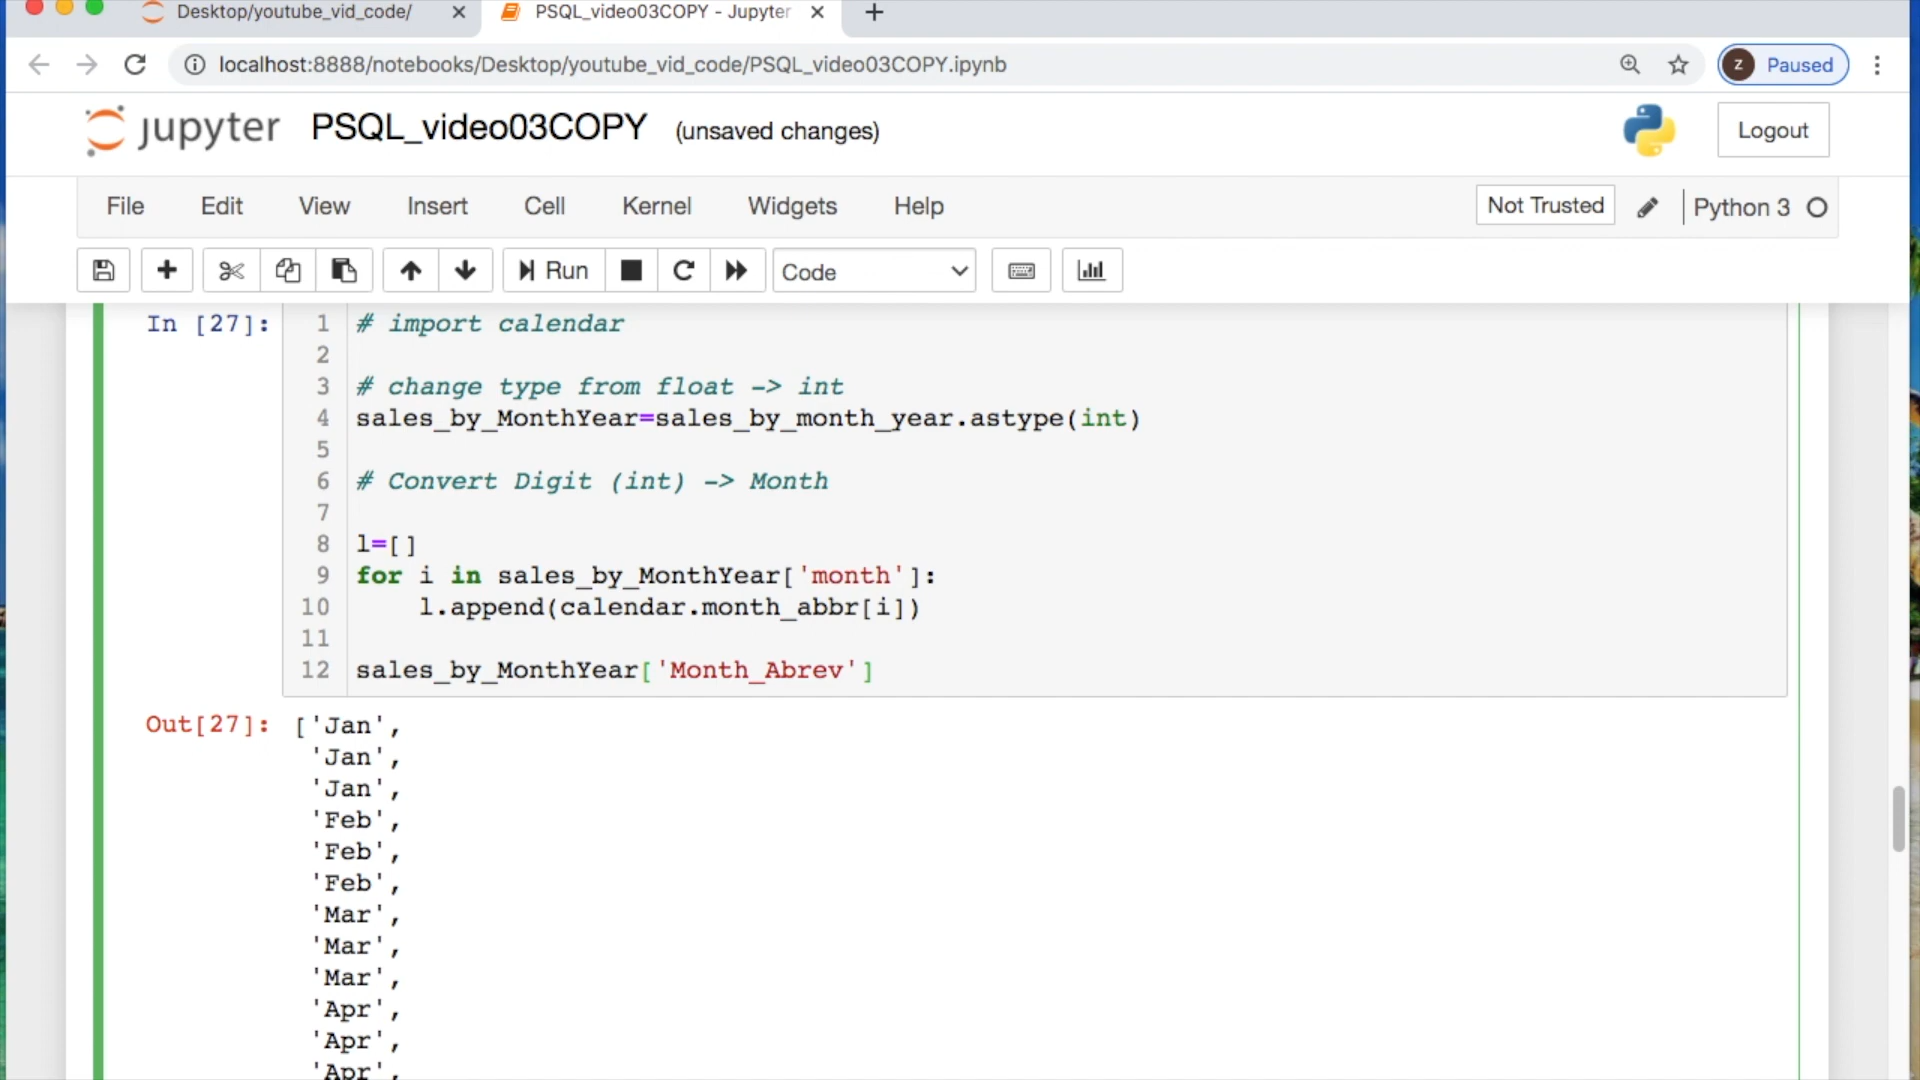 Desktop/youtube_vid_code/
PSQL_video03COPY - Jupyter
localhost:8888/notebooks/Desktop/youtube_vid_code/PSQL_video03COPY.ipynb
z Paused
jupyter PSQL_video03COPY (unsaved changes)
Logout
File Edit View Insert Cell Kernel Widgets Help
Not Trusted
Python 3
Run
Code
In [27]:
1 # import calendar
2
3 # change type from float -> int
4 sales_by_MonthYear=sales_by_month_year.astype(int)
5
6 # Convert Digit (int) -> Month
7
8 l=[]
9 for i in sales_by_MonthYear['month']:
10 l.append(calendar.month_abbr[i])
11
12 sales_by_MonthYear['Month_Abrev']
Out[27]: ['Jan',
'Jan',
'Jan',
'Feb',
'Feb',
'Feb',
'Mar',
'Mar',
'Mar',
'Apr',
'Apr',
'Apr',